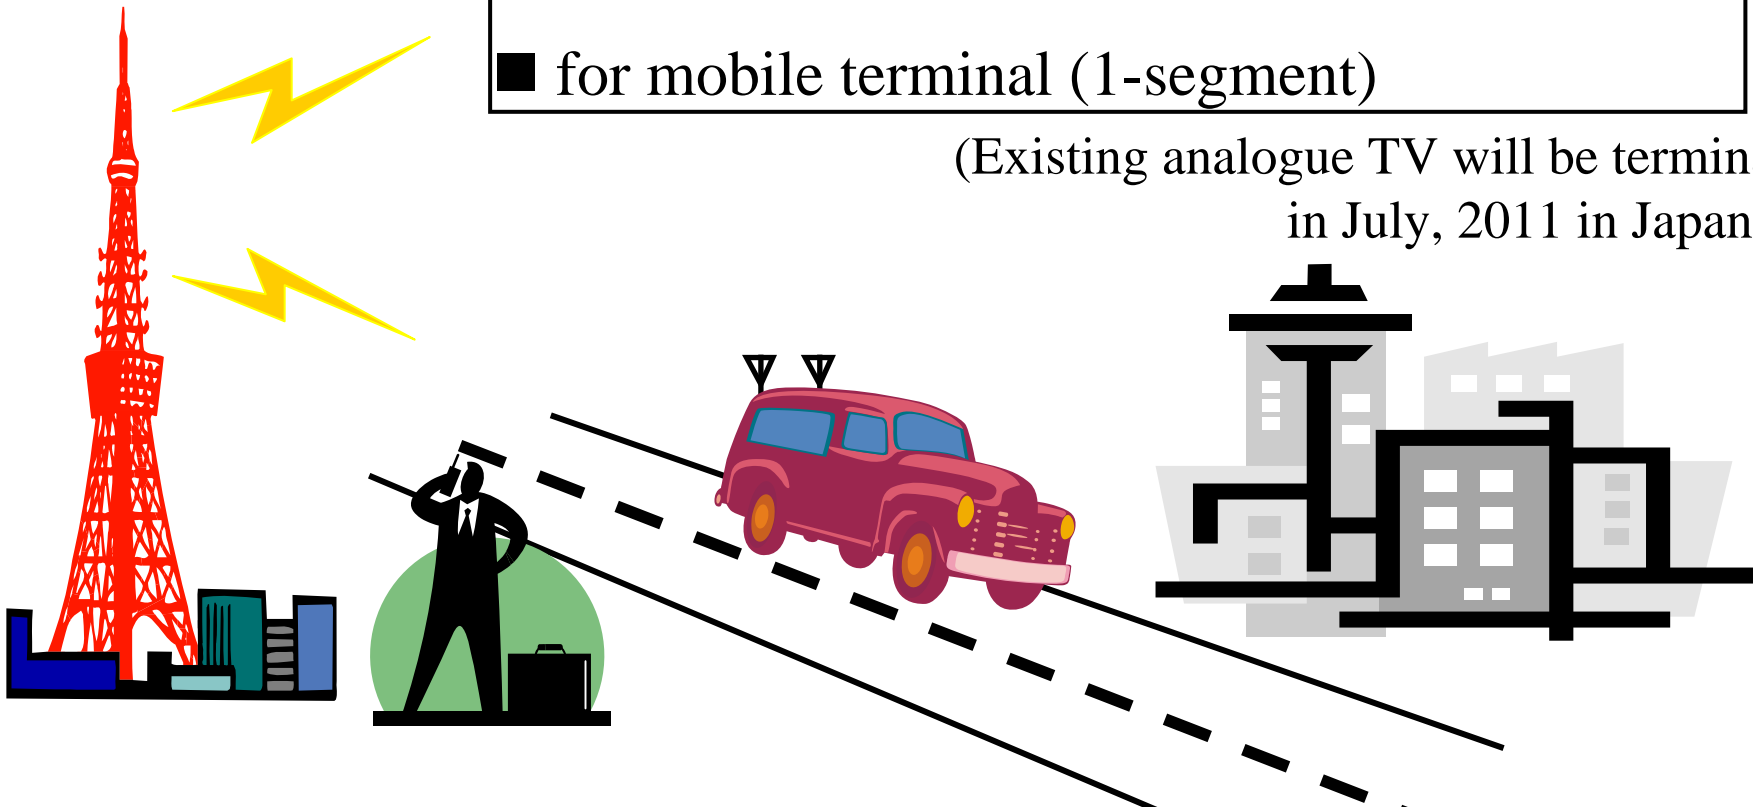 ■ for mobile terminal (1-segment)
(Existing analogue TV will be termin
in July, 2011 in Japan